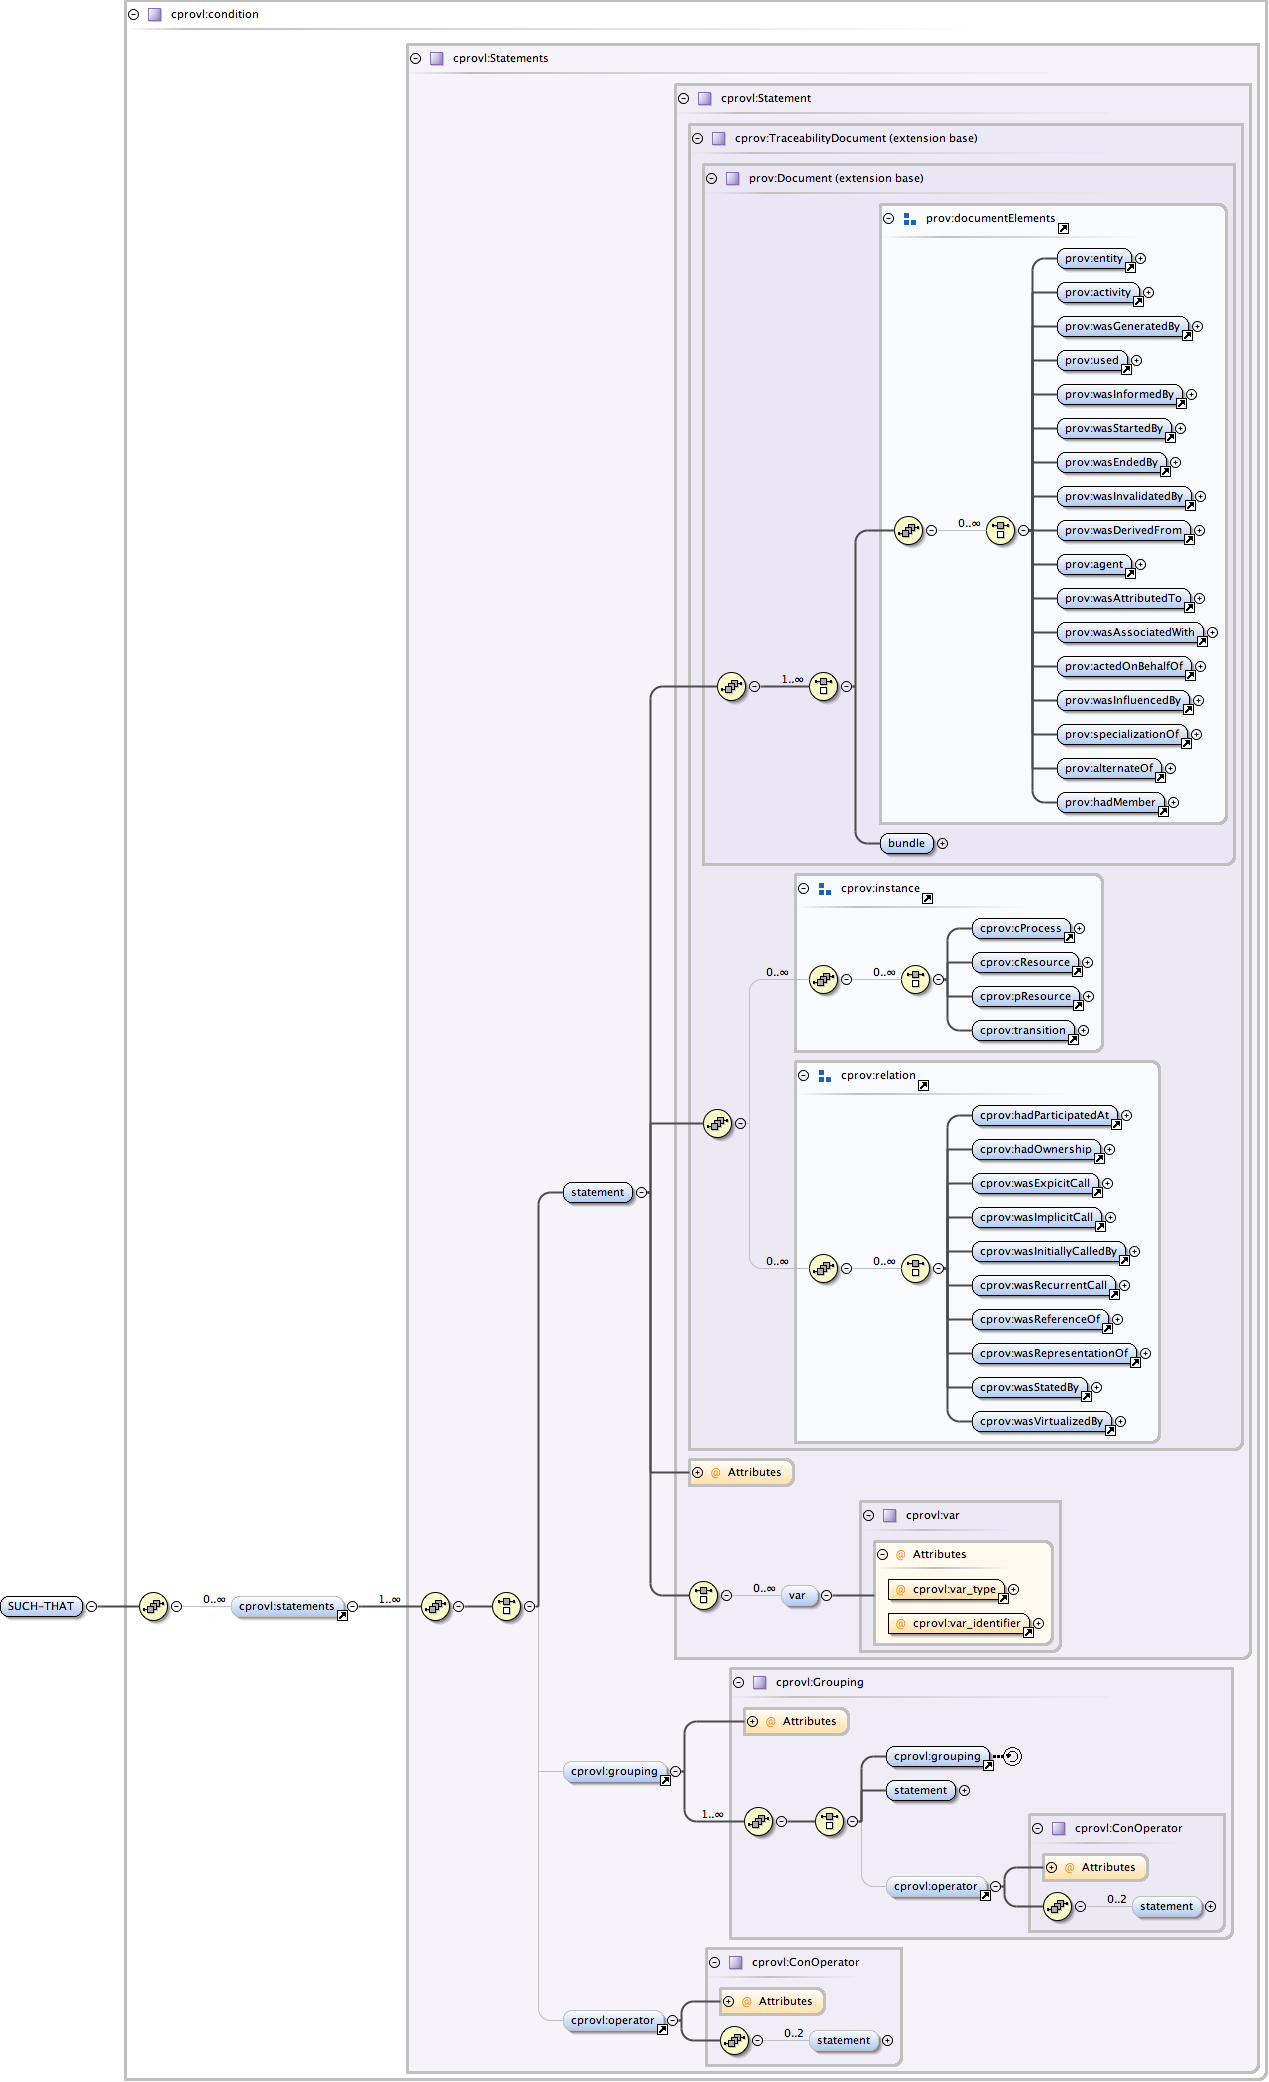 cprovl:condition
cprovl:Statements
cprovl:Statement
cprov:TraceabilityDocument (extension base)
prov:Document (extension base)
prov:documentElements
prov:entity
prov:activity
prov:wasGeneratedBy
prov:used
prov:wasInformedBy
prov:wasStartedBy
prov:wasEndedBy
prov:wasInvalidatedBy
0..∞
prov:wasDerivedFrom
prov:agent
prov:wasAttributedTo
prov:wasAssociatedWith
prov:actedOnBehalfOf
1..∞
prov:wasInfluencedBy
prov:specializationOf
prov:alternateOf
prov:hadMember
bundle
cprov:instance
cprov:cProcess
cprov:cResource
0..∞
0..∞
cprov:pResource
cprov:transition
cprov:relation
cprov:hadParticipatedAt
cprov:hadOwnership
cprov:wasExpicitCall
statement
cprov:wasImplicitCall
cprov:wasInitiallyCalledBy
0..∞
0..∞
cprov:wasRecurrentCall
cprov:wasReferenceOf
cprov:wasRepresentationOf
cprov:wasStatedBy
cprov:wasVirtualizedBy
@ Attributes
cprovl:var
@ Attributes
@ cprovl:var_type
0..∞
var
@ cprovl:var_identifier
SUCH-THAT
0..∞
cprovl:statements
1..∞
cprovl:Grouping
@ Attributes
cprovl:grouping
cprovl:grouping
statement
1..∞
cprovl:ConOperator
@ Attributes
cprovl:operator
0..2
statement
cprovl:ConOperator
@ Attributes
cprovl:operator
0..2
statement